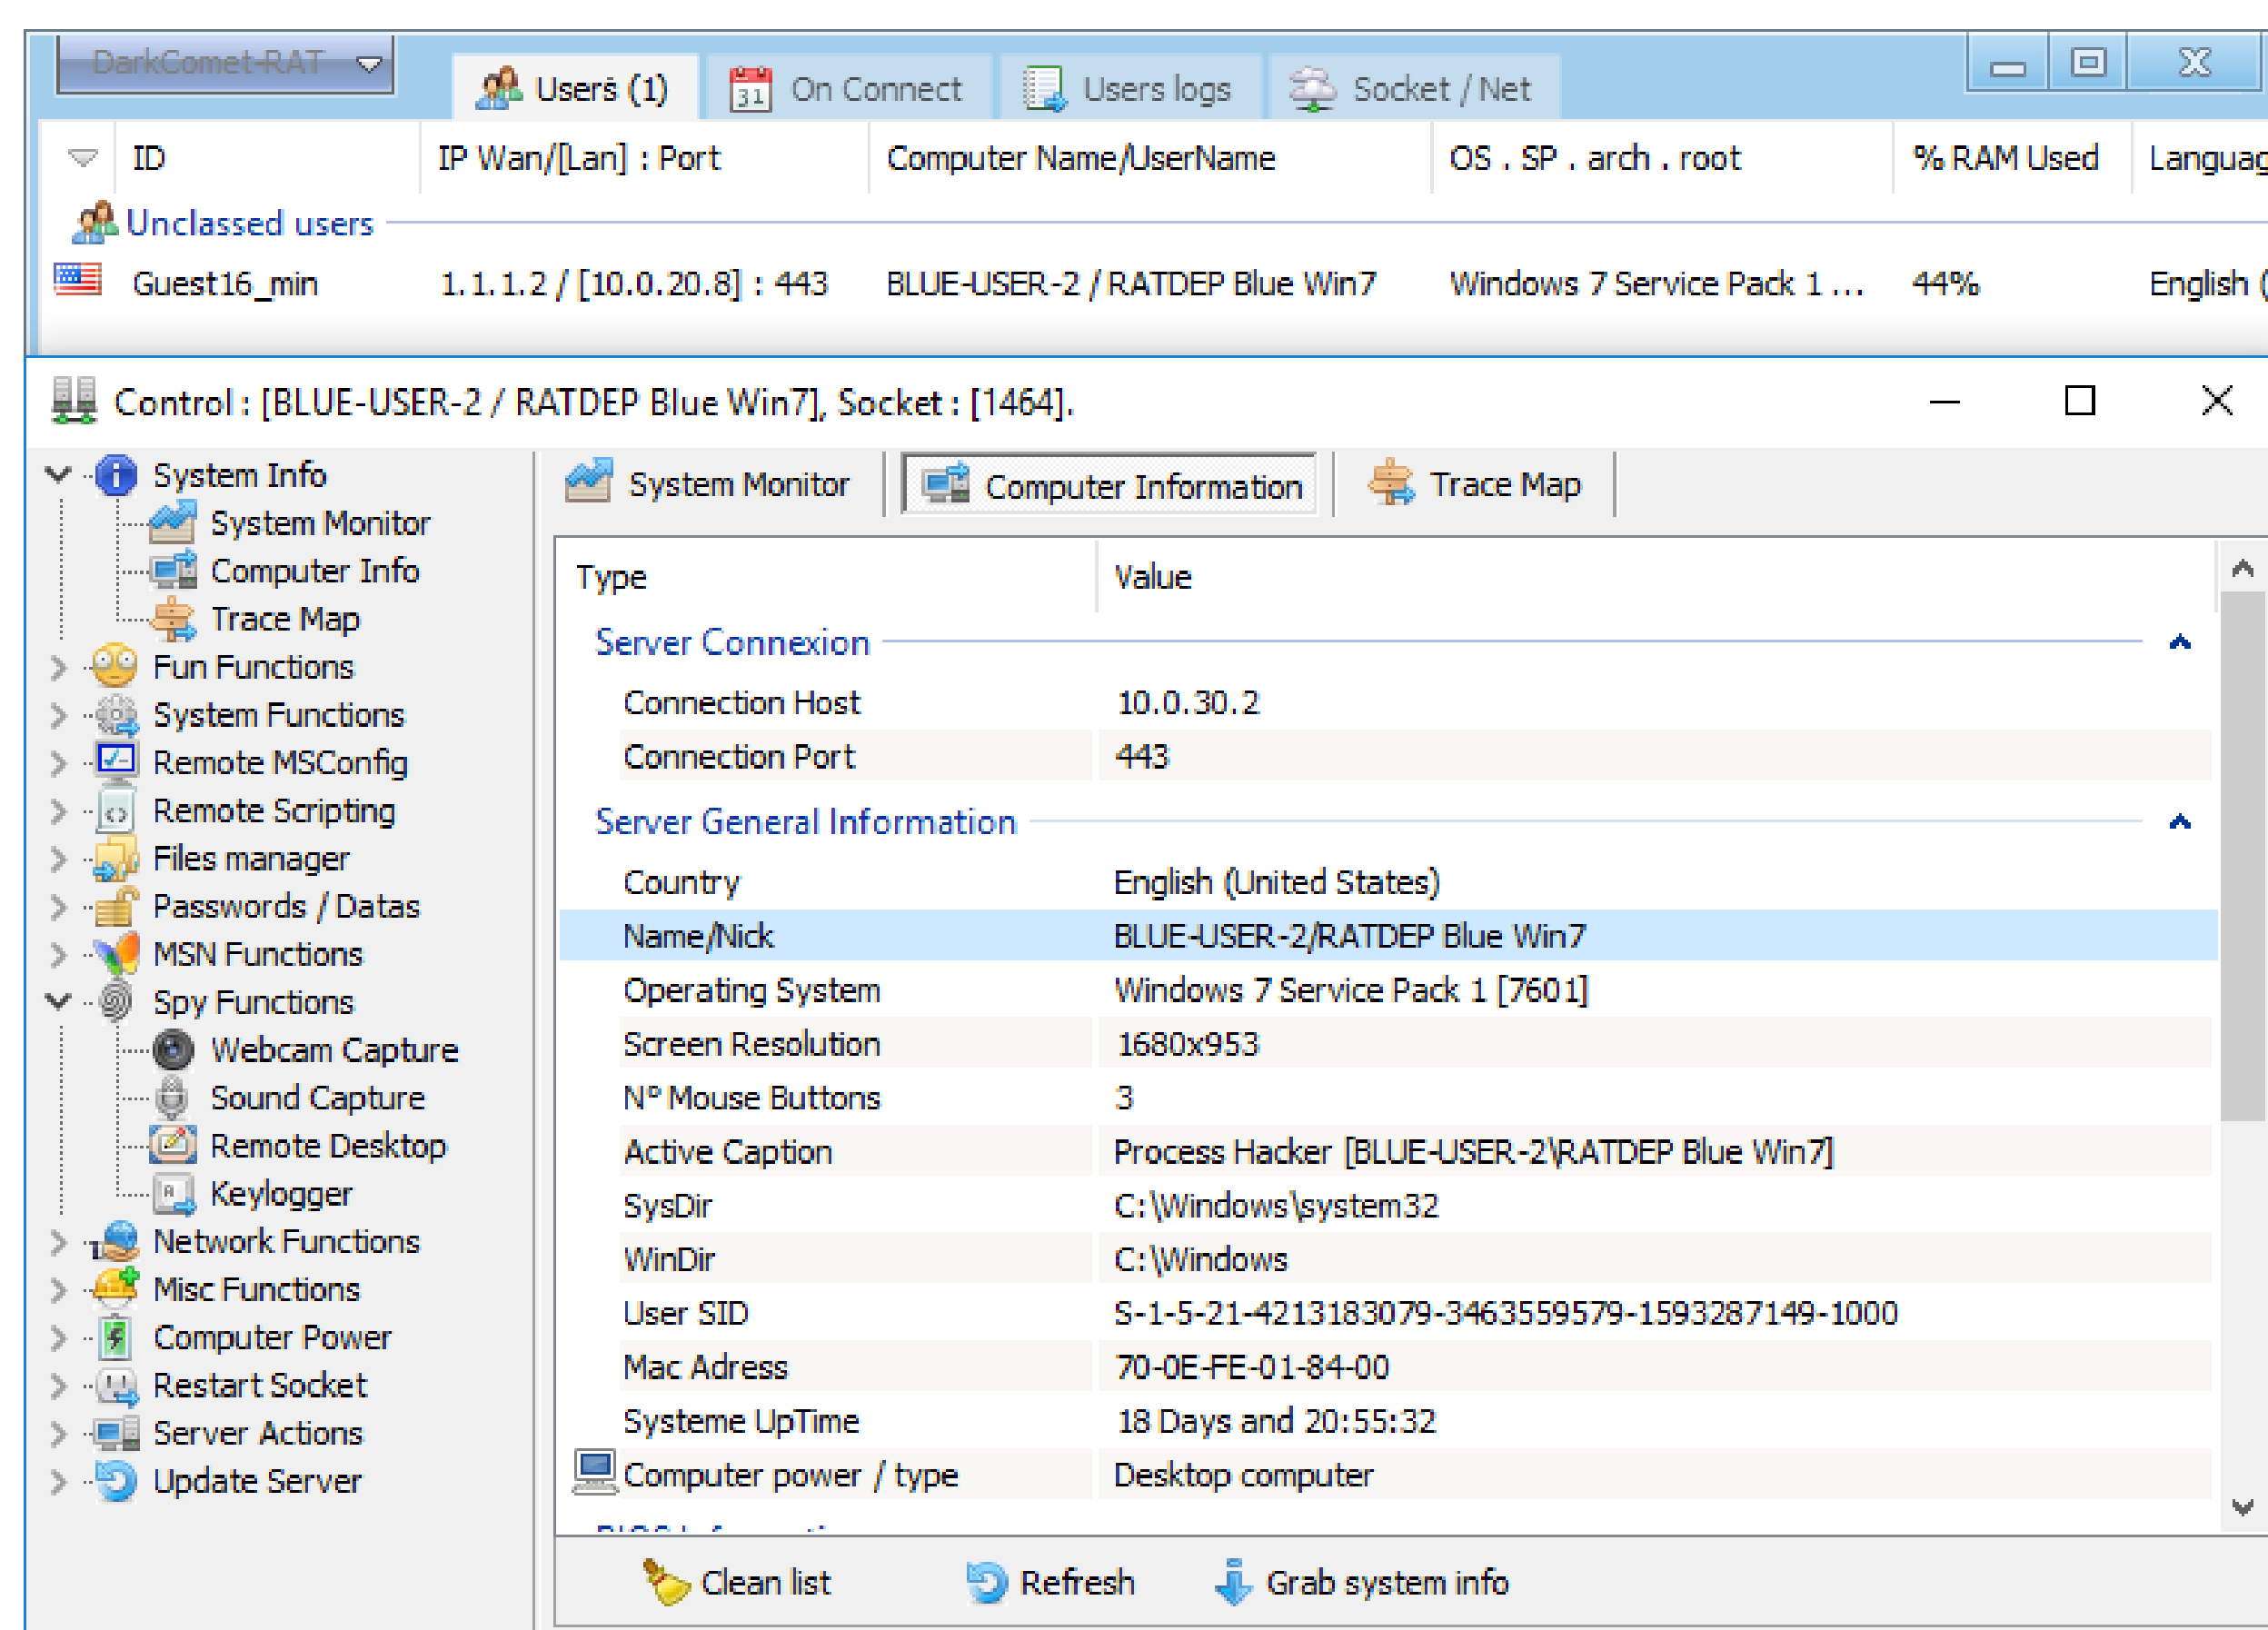 DarkComet-RAT
Users (1) On Connect Users logs Socket / Net
ID IP Wan/[Lan] : Port Computer Name/UserName OS . SP . arch . root % RAM Used Languag
Unclassed users
Guest16_min 1.1.1.2 / [10.0.20.8] : 443 BLUE-USER-2 / RATDEP Blue Win7 Windows 7 Service Pack 1 ... 44% English (
Control : [BLUE-USER-2 / RATDEP Blue Win7], Socket : [1464].
System Info
System Monitor
Computer Info
Trace Map
Fun Functions
System Functions
Remote MSConfig
Remote Scripting
Files manager
Passwords / Datas
MSN Functions
Spy Functions
Webcam Capture
Sound Capture
Remote Desktop
Keylogger
Network Functions
Misc Functions
Computer Power
Restart Socket
Server Actions
Update Server
System Monitor Computer Information Trace Map
Type Value
Server Connexion
Connection Host 10.0.30.2
Connection Port 443
Server General Information
Country English (United States)
Name/Nick BLUE-USER-2/RATDEP Blue Win7
Operating System Windows 7 Service Pack 1 [7601]
Screen Resolution 1680x953
N° Mouse Buttons 3
Active Caption Process Hacker [BLUE-USER-2\RATDEP Blue Win7]
SysDir C:\Windows\system32
WinDir C:\Windows
User SID S-1-5-21-4213183079-3463559579-1593287149-1000
Mac Adress 70-0E-FE-01-84-00
Systeme UpTime 18 Days and 20:55:32
Computer power / type Desktop computer
Clean list Refresh Grab system info